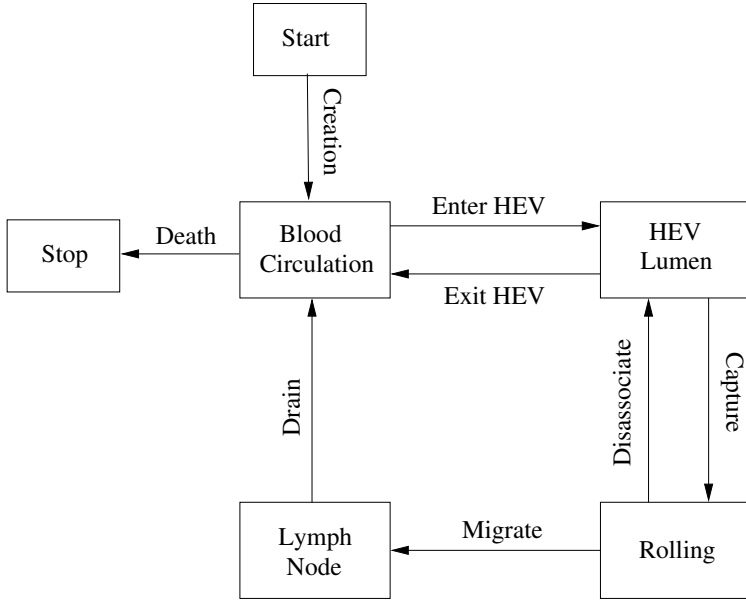 Start
Creation
Stop
Death
Blood
Circulation
Enter HEV
Exit HEV
HEV
Lumen
Drain
Disassociate
Capture
Lymph
Node
Migrate
Rolling